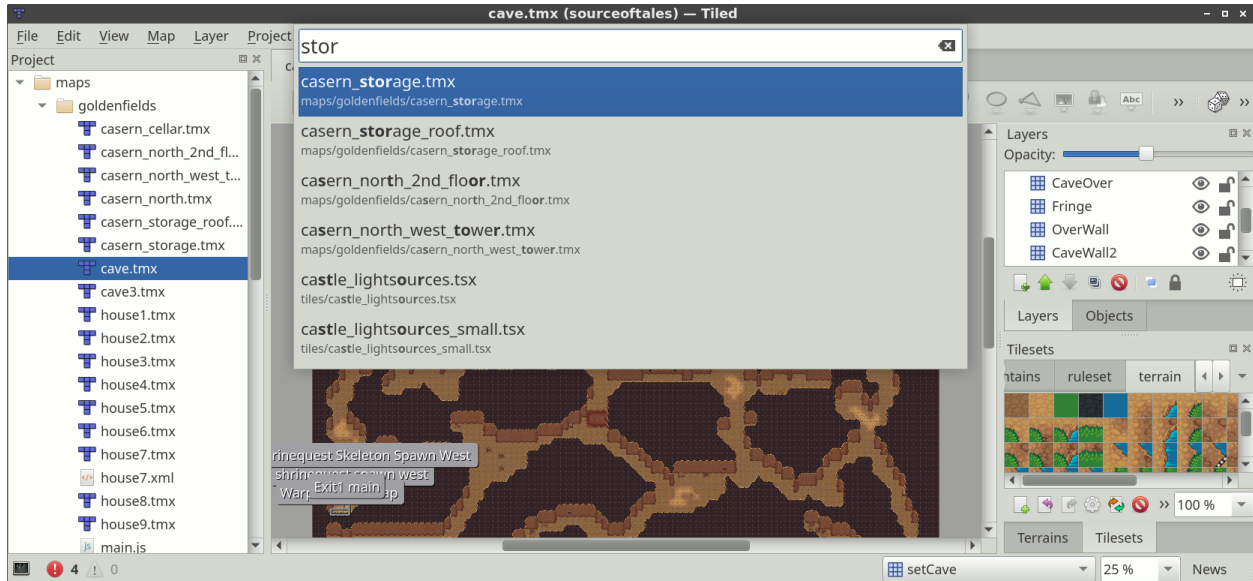 cave.tmx (sourceoftales) — Tiled
File Edit View Map Layer Project
stor
casern_storage.tmx
maps/goldenfields/casern_storage.tmx
casern_storage_roof.tmx
maps/goldenfields/casern_storage_roof.tmx
casern_north_2nd_floor.tmx
maps/goldenfields/casern_north_2nd_floor.tmx
casern_north_west_tower.tmx
maps/goldenfields/casern_north_west_tower.tmx
castle_lightsources.tsx
tiles/castle_lightsources.tsx
castle_lightsources_small.tsx
tiles/castle_lightsources_small.tsx
Project
maps
goldenfields
casern_cellar.tmx
casern_north_2nd_fl...
casern_north_west_t...
casern_north.tmx
casern_storage_roof....
casern_storage.tmx
cave.tmx
cave3.tmx
house1.tmx
house2.tmx
house3.tmx
house4.tmx
house5.tmx
house6.tmx
house7.tmx
house7.xml
house8.tmx
house9.tmx
main.js
rinequest Skeleton Spawn West
spawn west
Exit1 main
Abc
Layers
Opacity:
CaveOver
Fringe
OverWall
CaveWall2
Layers Objects
Tilesets
ntains ruleset terrain
100 %
Terrains Tilesets
4 0
setCave
25 %
News